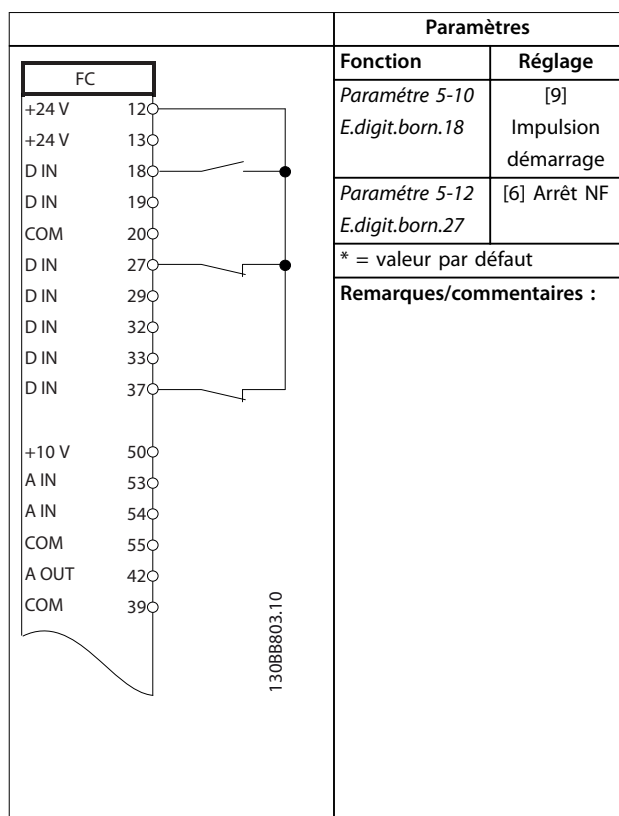 FC
+24 V 12
+24 V 13
D IN 18
D IN 19
COM 20
D IN 27
D IN 29
D IN 32
D IN 33
D IN 37
+10 V 50
A IN 53
A IN 54
COM 55
A OUT 42
COM 39
130BB803.10
Paramètres
Fonction Réglage
Paramétre 5-10 [9]
E.digit.born.18 Impulsion
démarrage
Paramétre 5-12 [6] Arrêt NF
E.digit.born.27
* = valeur par défaut
Remarques/commentaires :